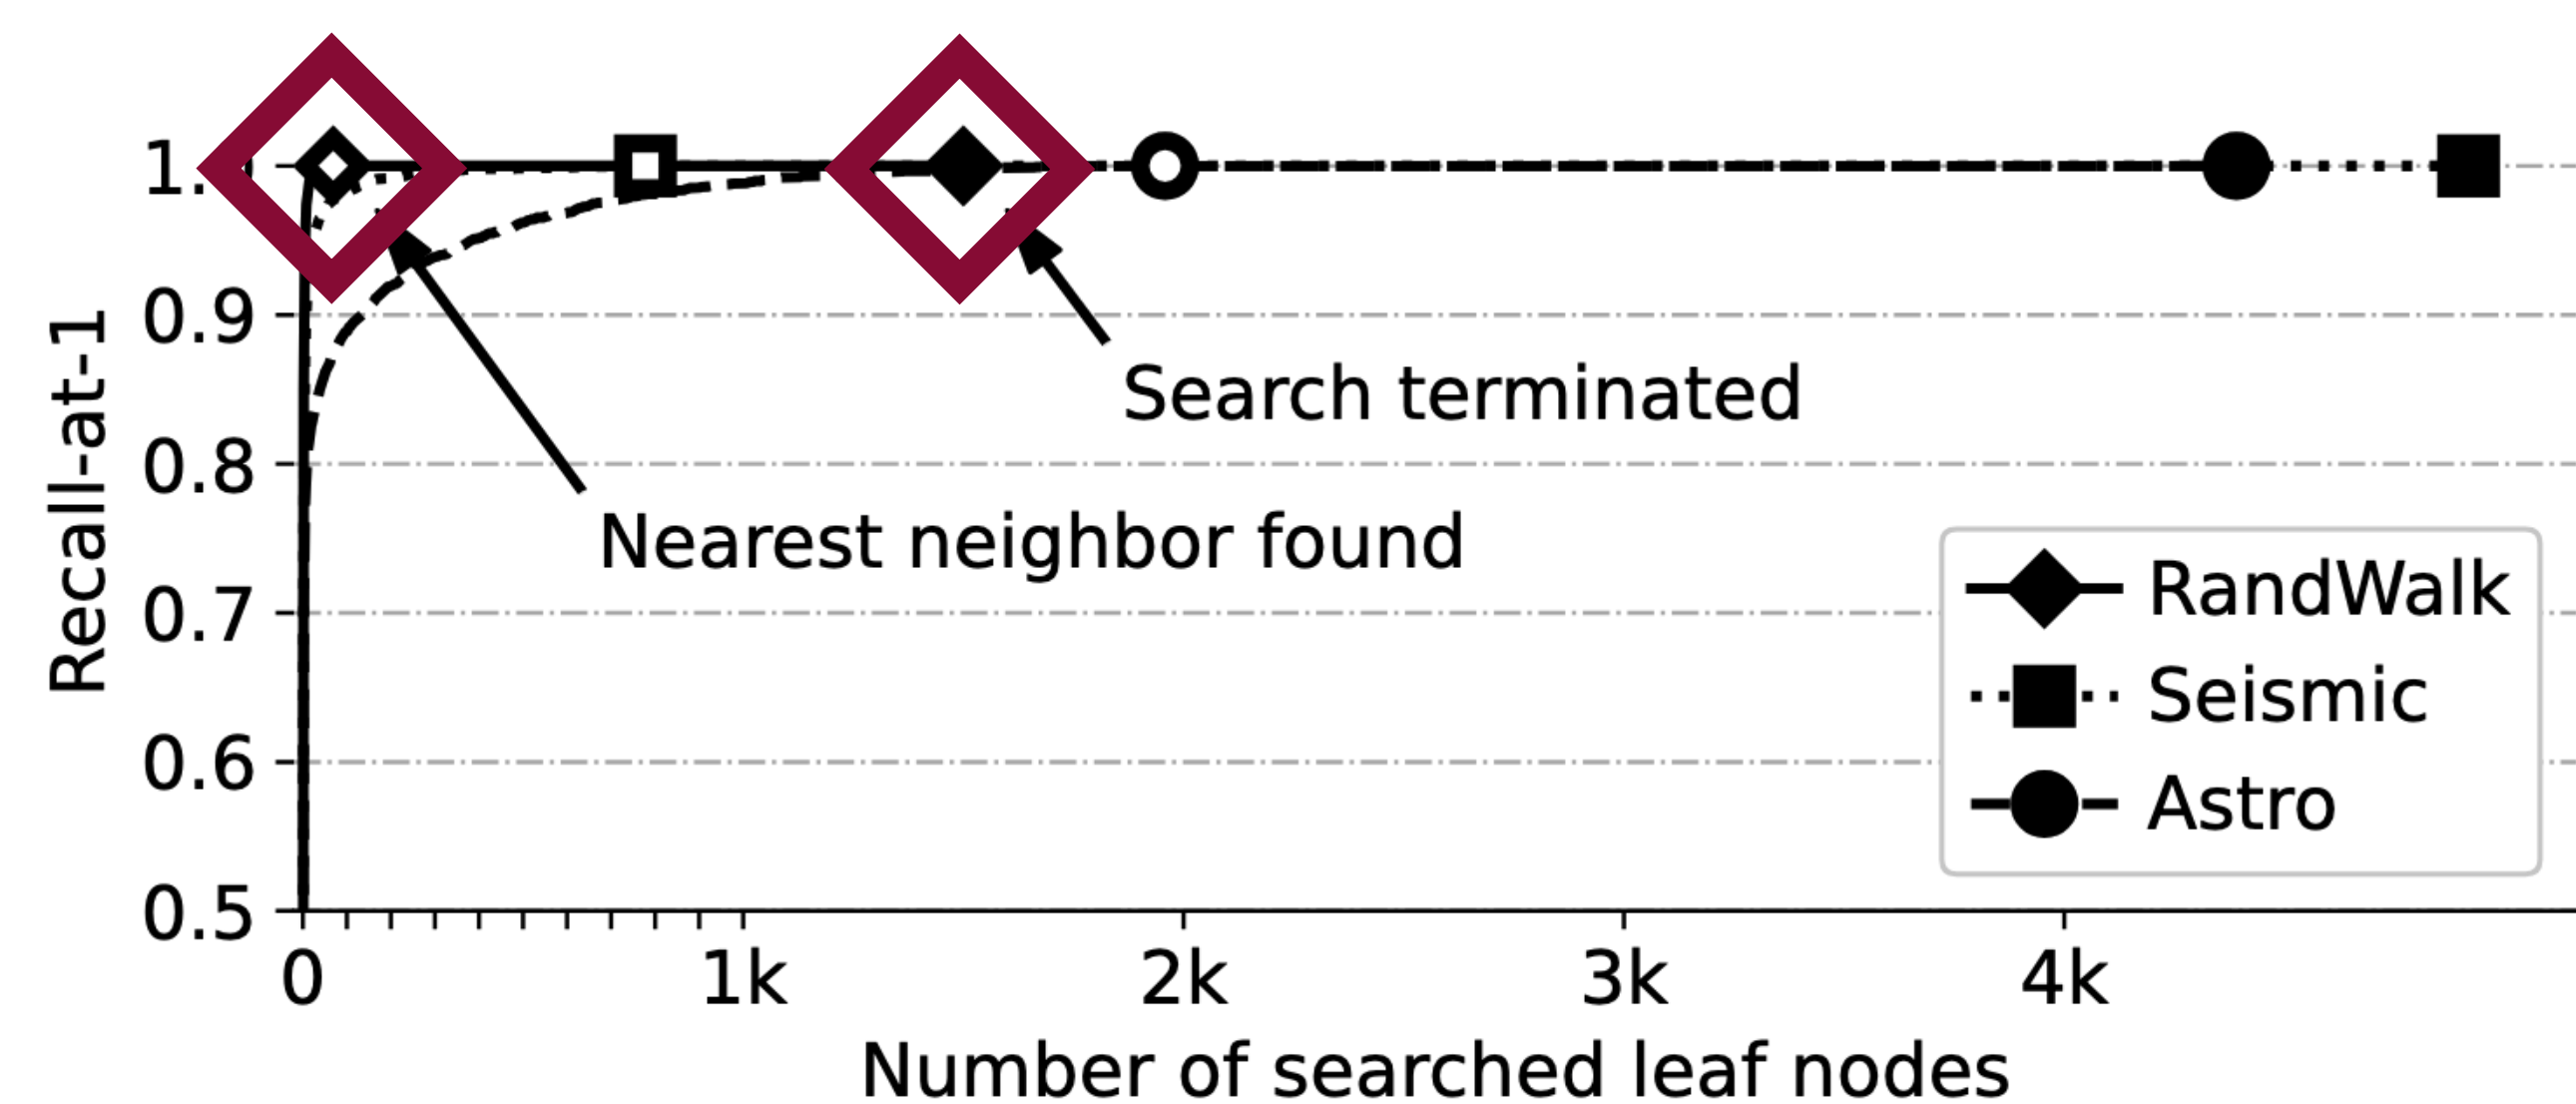 Recall-at-1
1.
0.9
0.8
0.7
0.6
0.5
0
1k
2k
3k
4k
Number of searched leaf nodes
Search terminated
Nearest neighbor found
RandWalk
Seismic
Astro